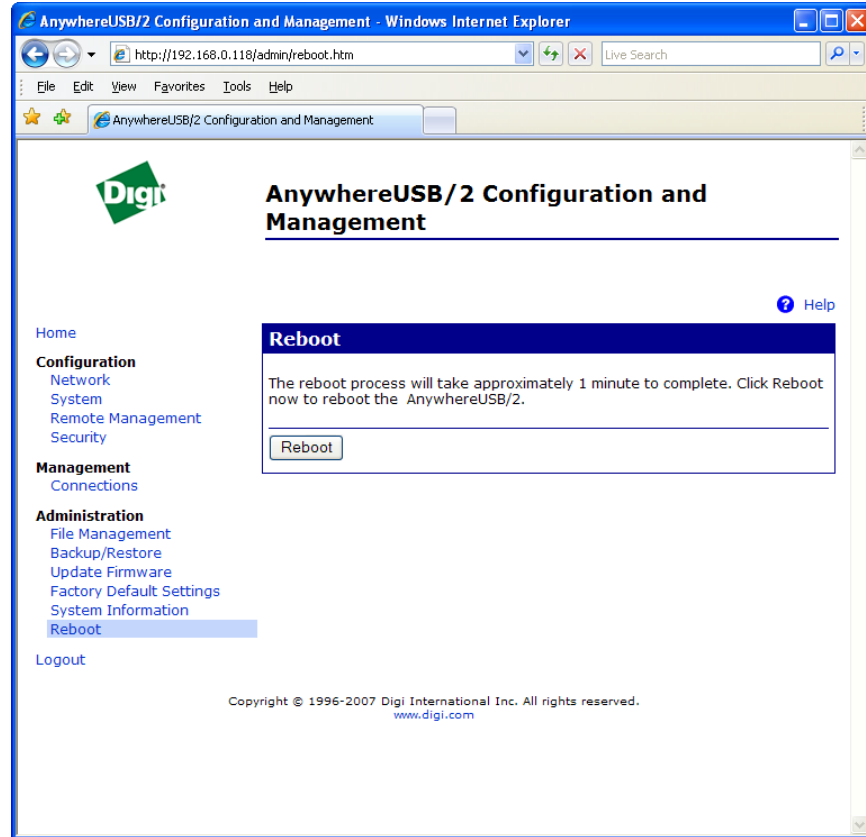 AnywhereUSB/2 Configuration and Management - Windows Internet Explorer
http://192.168.0.118/admin/reboot.htm
Live Search
File Edit View Favorites Tools Help
AnywhereUSB/2 Configuration and Management
Digi
AnywhereUSB/2 Configuration and
Management
? Help
Home
Configuration
Network
System
Remote Management
Security
Management
Connections
Administration
File Management
Backup/Restore
Update Firmware
Factory Default Settings
System Information
Reboot
Logout
Reboot
The reboot process will take approximately 1 minute to complete. Click Reboot
now to reboot the AnywhereUSB/2.
Reboot
Copyright © 1996-2007 Digi International Inc. All rights reserved.
www.digi.com